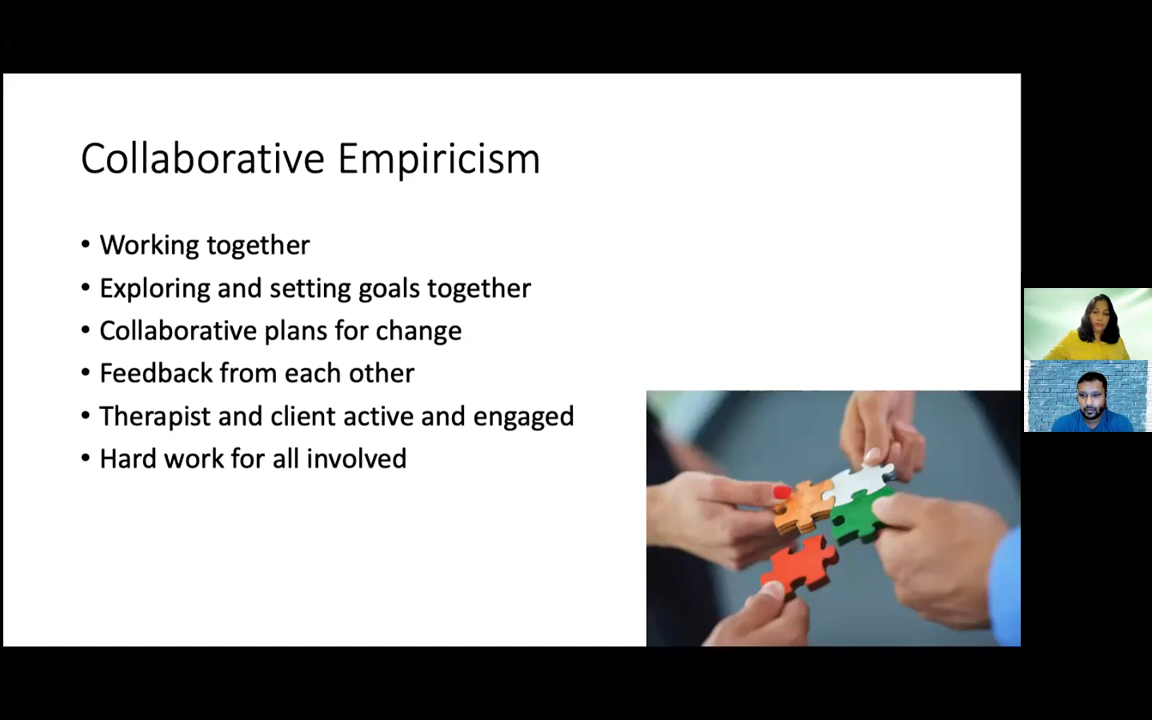 Collaborative Empiricism
• Working together
• Exploring and setting goals together
• Collaborative plans for change
• Feedback from each other
• Therapist and client active and engaged
• Hard work for all involved